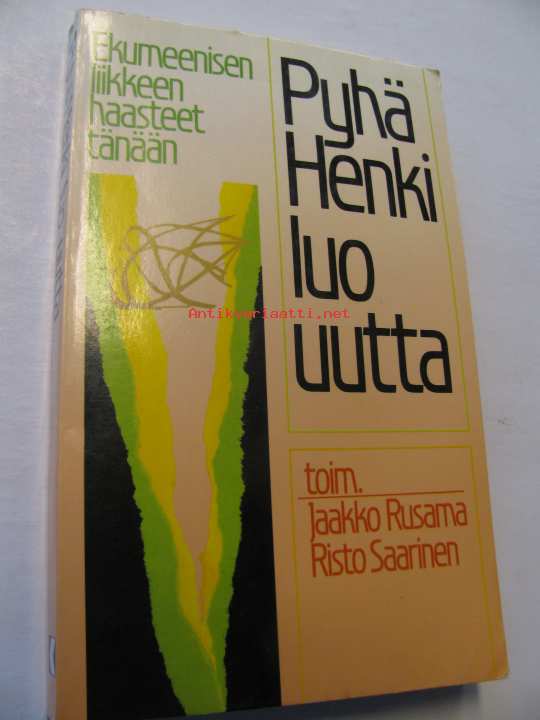 Ekumeenisen
liikkeen
haasteet
tänään
Pyhä
Henki
luo
uutta
Antikvariaatti.net
toim.
Jaakko Rusama
Risto Saarinen